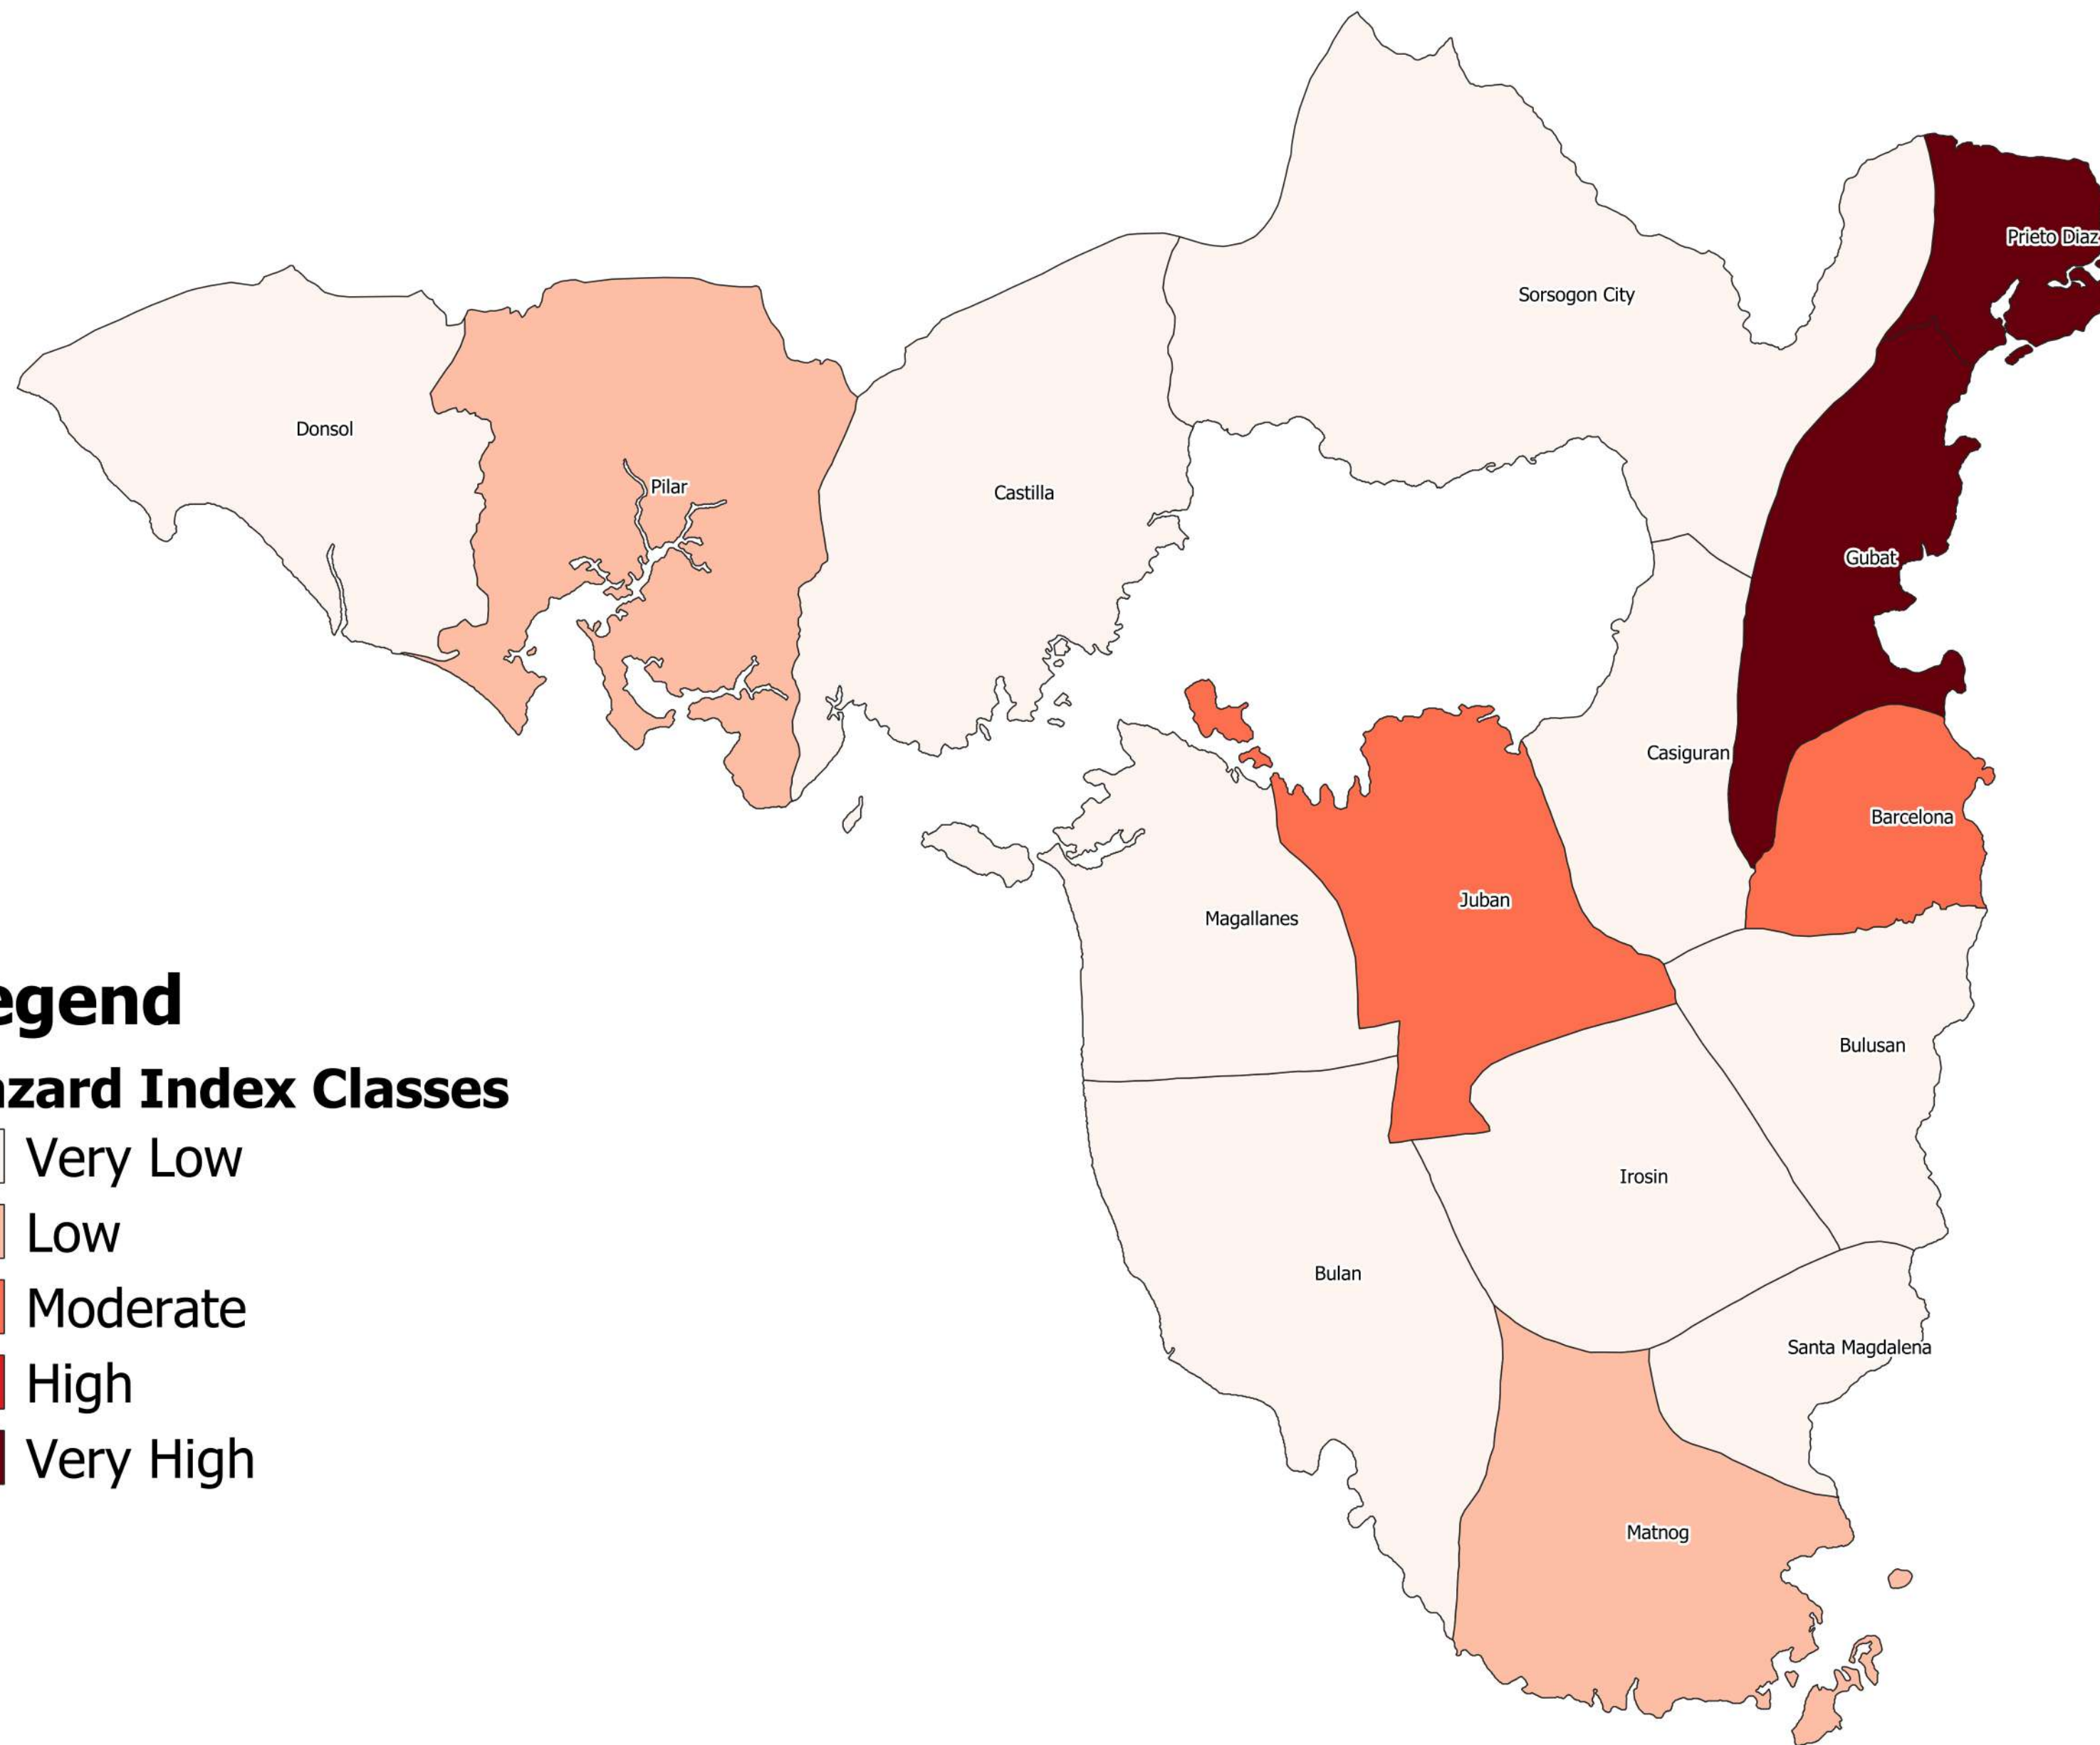 Prieto Diaz
Sorsogon City
Donsol
Pilar
Castilla
Gubat
Casiguran
Barcelona
Juban
Magallanes
egend
zard Index Classes
Bulusan
Very Low
Irosin
Low
Bulan
Moderate
Santa Magdalena
High
Very High
Matnog